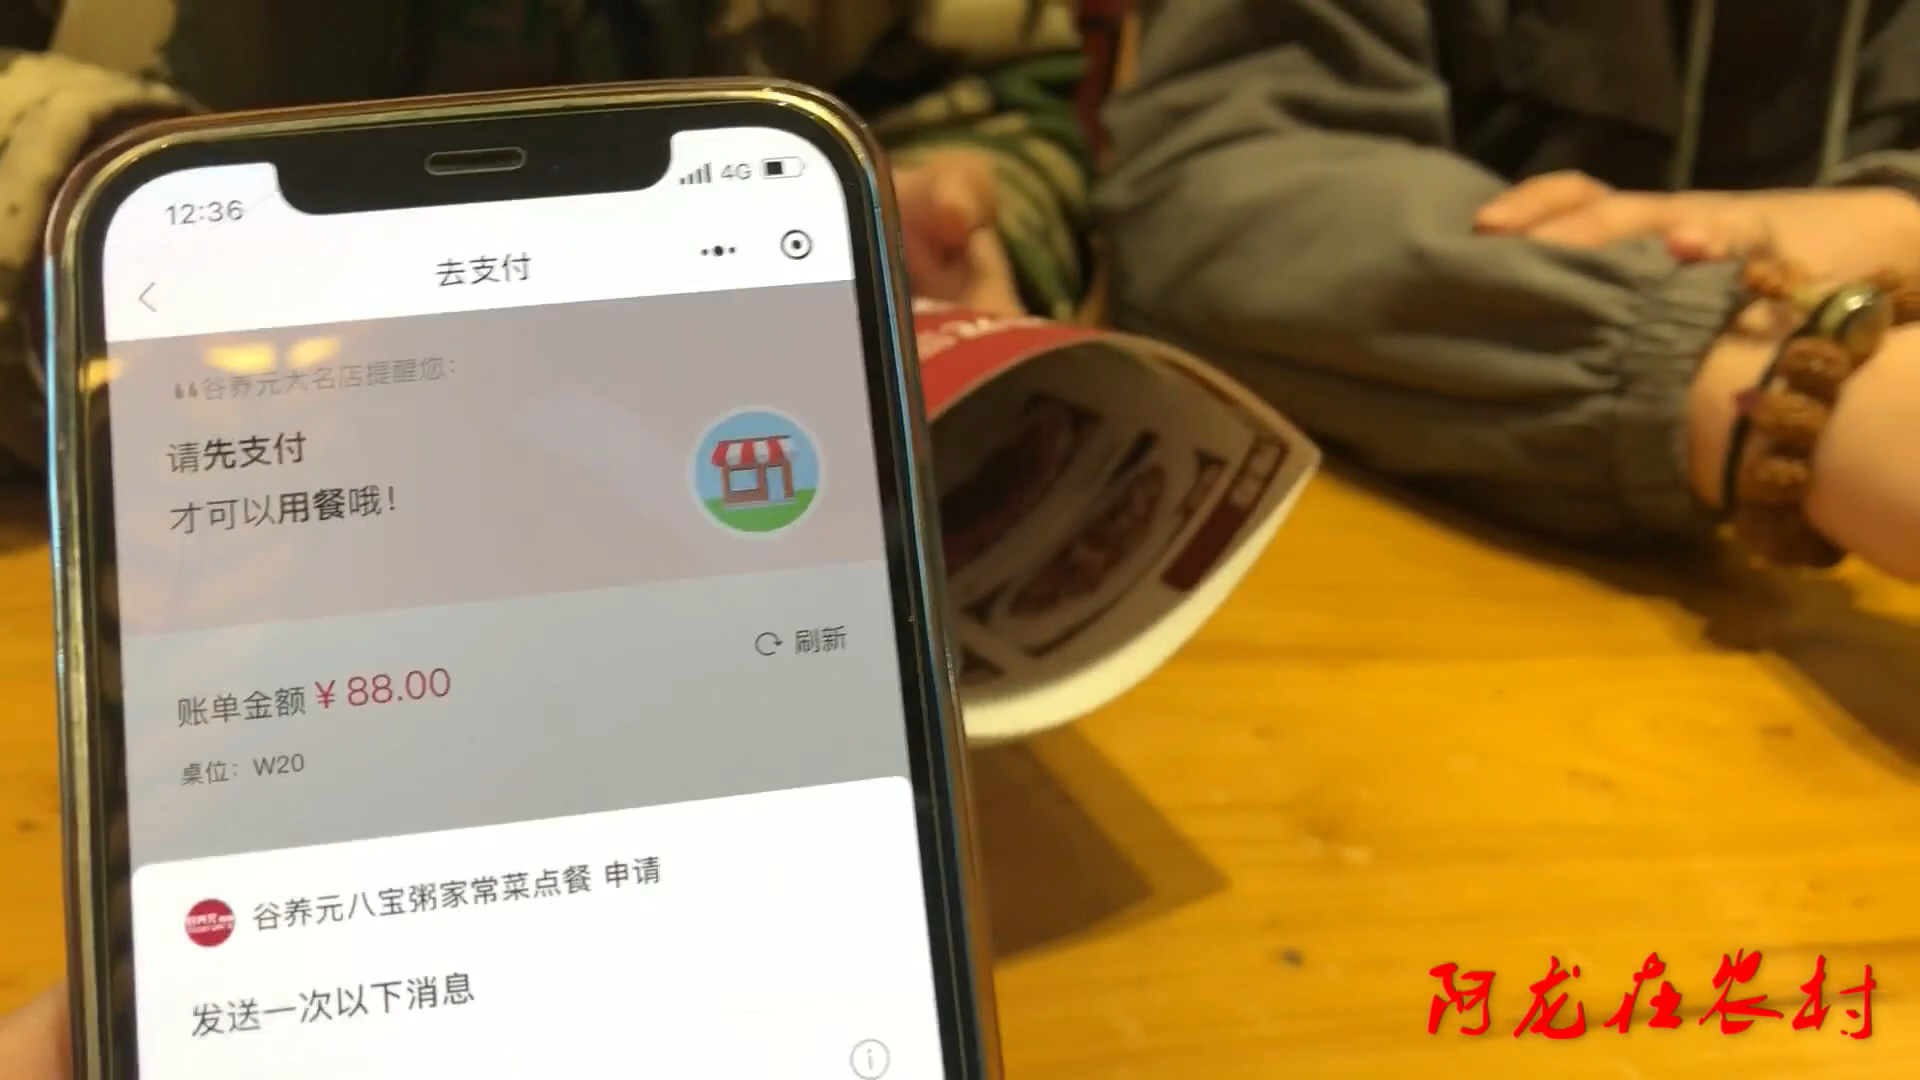 12:36
4G
去支付
谷养元大名店提醒您：
请先支付
才可以用餐哦！
刷新
账单金额 ¥ 88.00
桌位：W20
谷养元八宝粥家常菜点餐 申请
发送一次以下消息
阿龙在农村